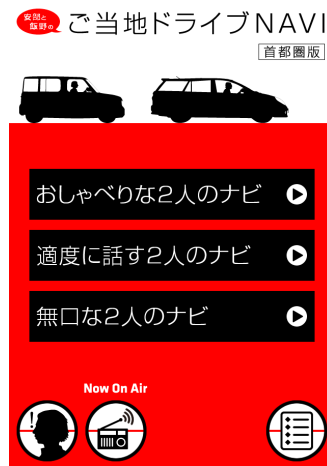 安閑と
飯野の
ご当地ドライブNAVI
首都圏版
おしゃべりな2人のナビ
適度に話す2人のナビ
無口な2人のナビ
Now On Air
!